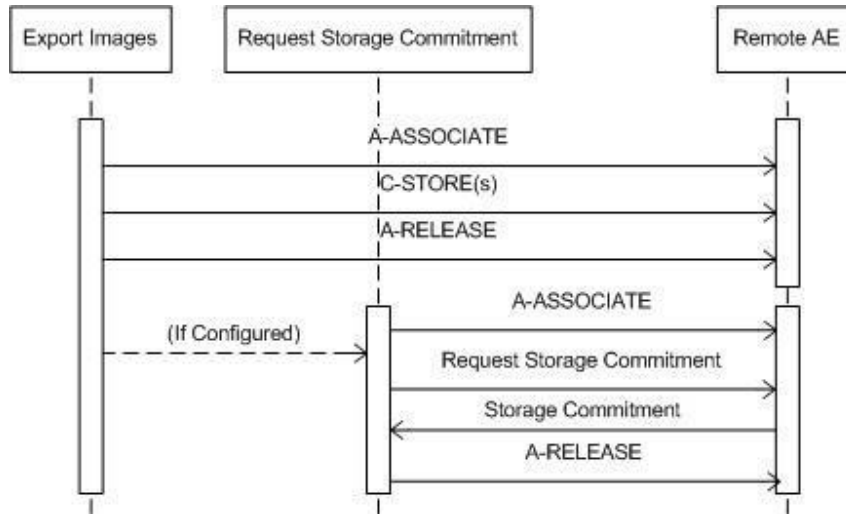 Export Images
Request Storage Commitment
Remote AE
A-ASSOCIATE
C-STORE(s)
A-RELEASE
A-ASSOCIATE
(If Configured)
Request Storage Commitment
Storage Commitment
A-RELEASE